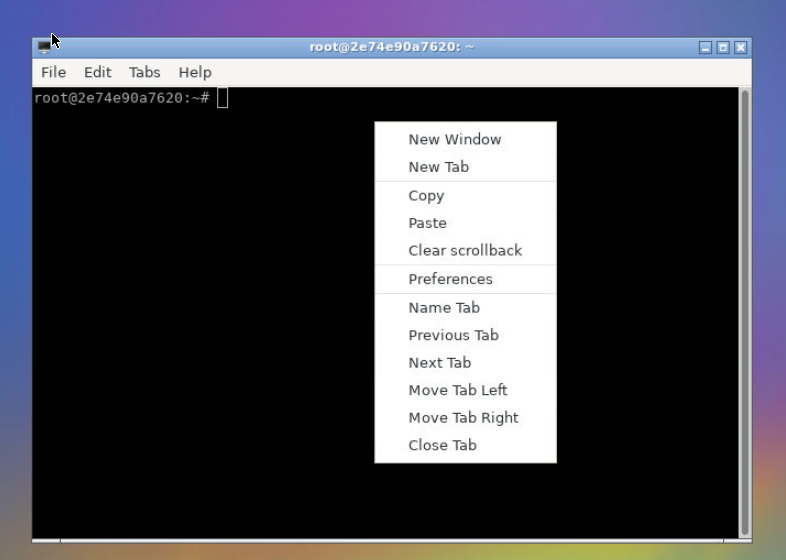 root@2e74e90a7620: ~
File Edit Tabs Help
root@2e74e90a7620:~#
New Window
New Tab
Copy
Paste
Clear scrollback
Preferences
Name Tab
Previous Tab
Next Tab
Move Tab Left
Move Tab Right
Close Tab